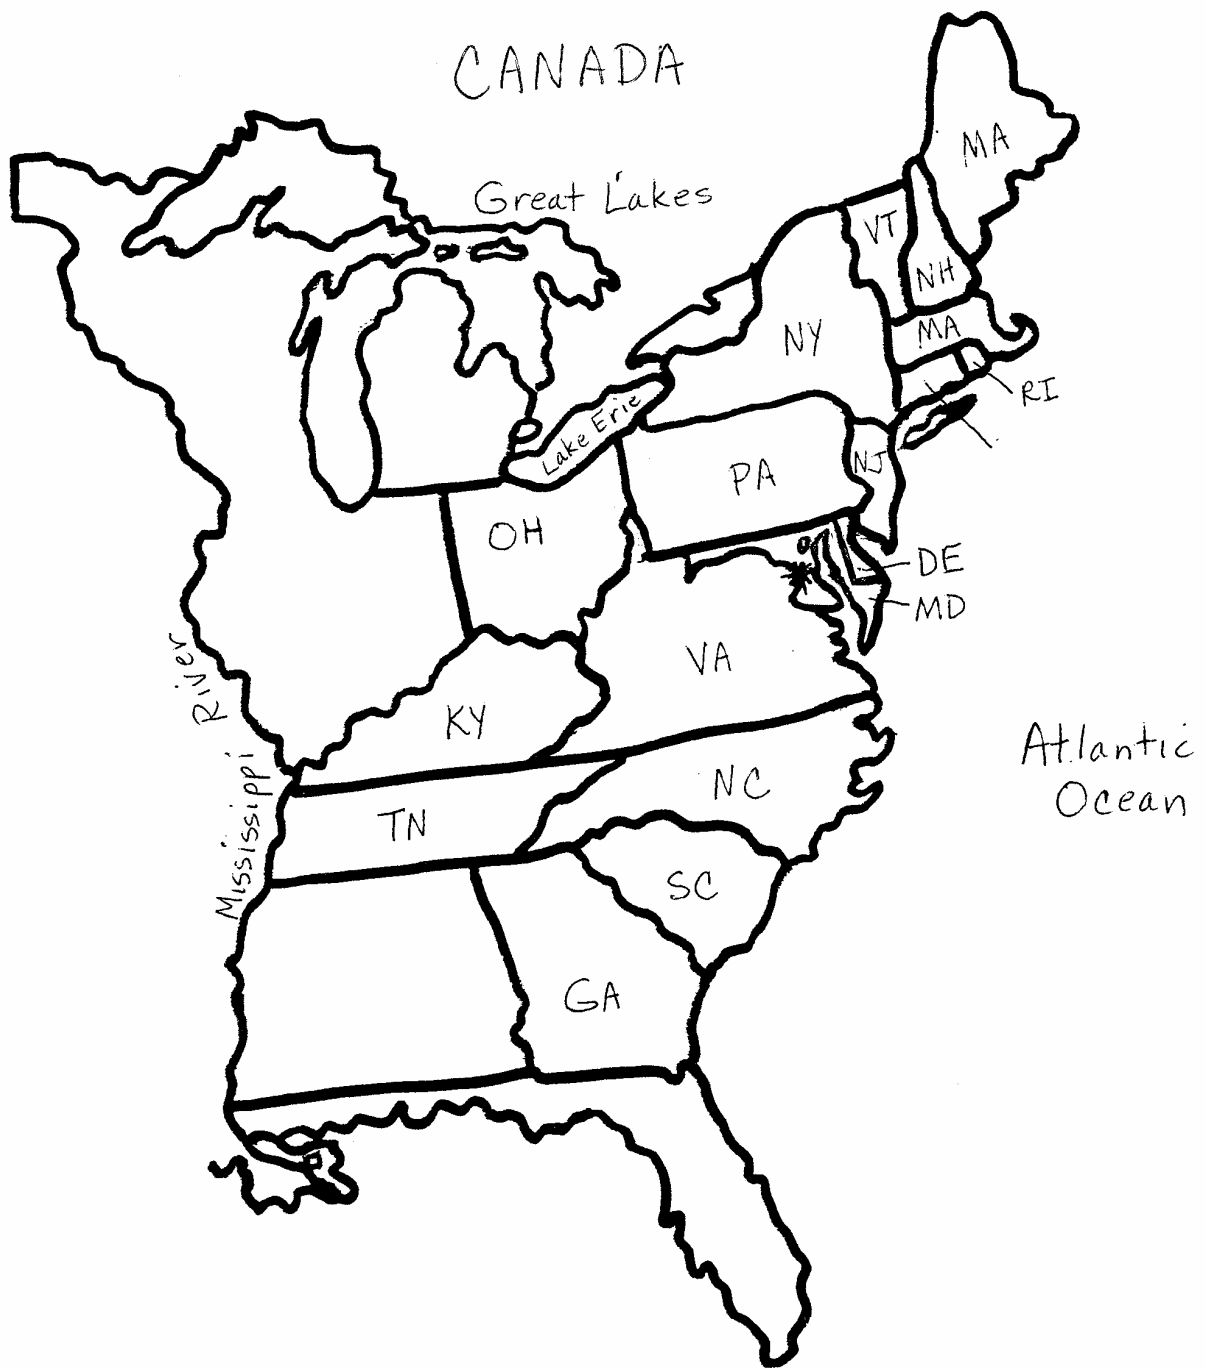 CANADA
Great Lakes
MA
VT
NH
MA
NY
RI
Lake Erie
PA
NJ
OH
DE
MD
VA
KY
Mississippi River
NC
TN
SC
GA
Atlantic
Ocean